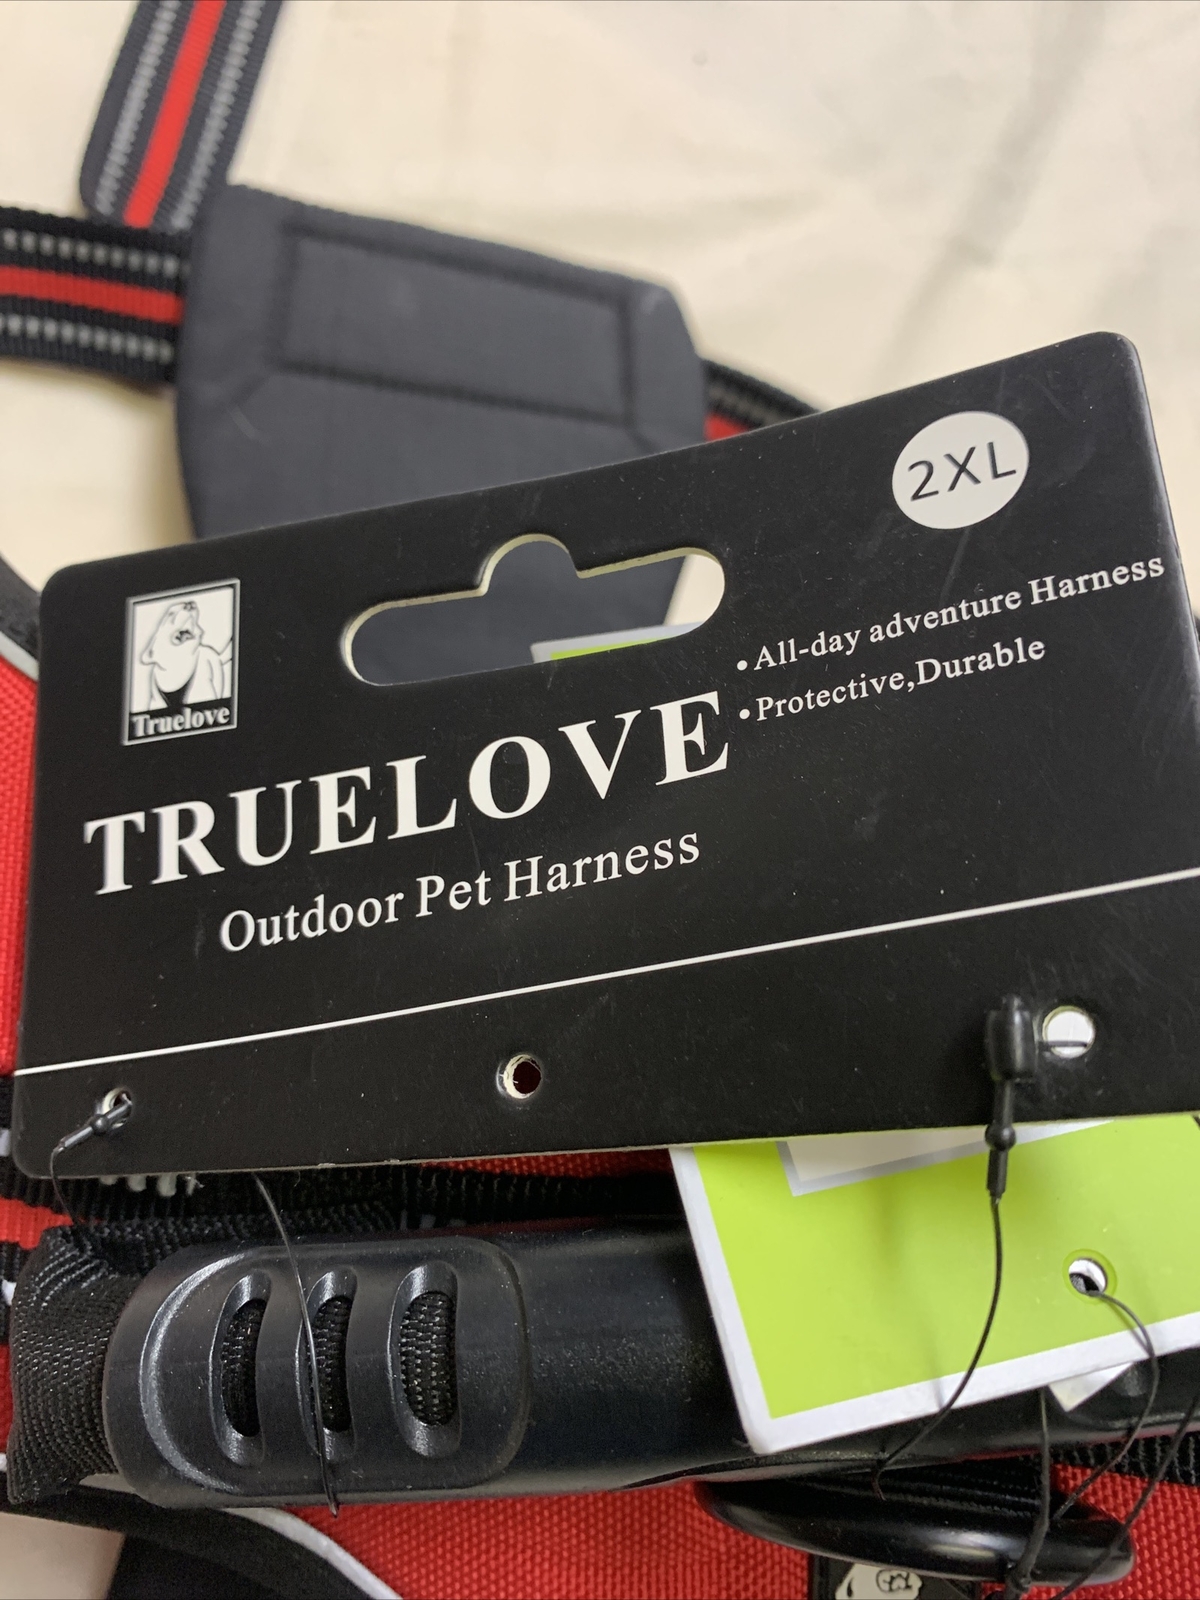 2XL
Truelove
• All-day adventure Harness
• Protective,Durable
TRUELOVE
Outdoor Pet Harness